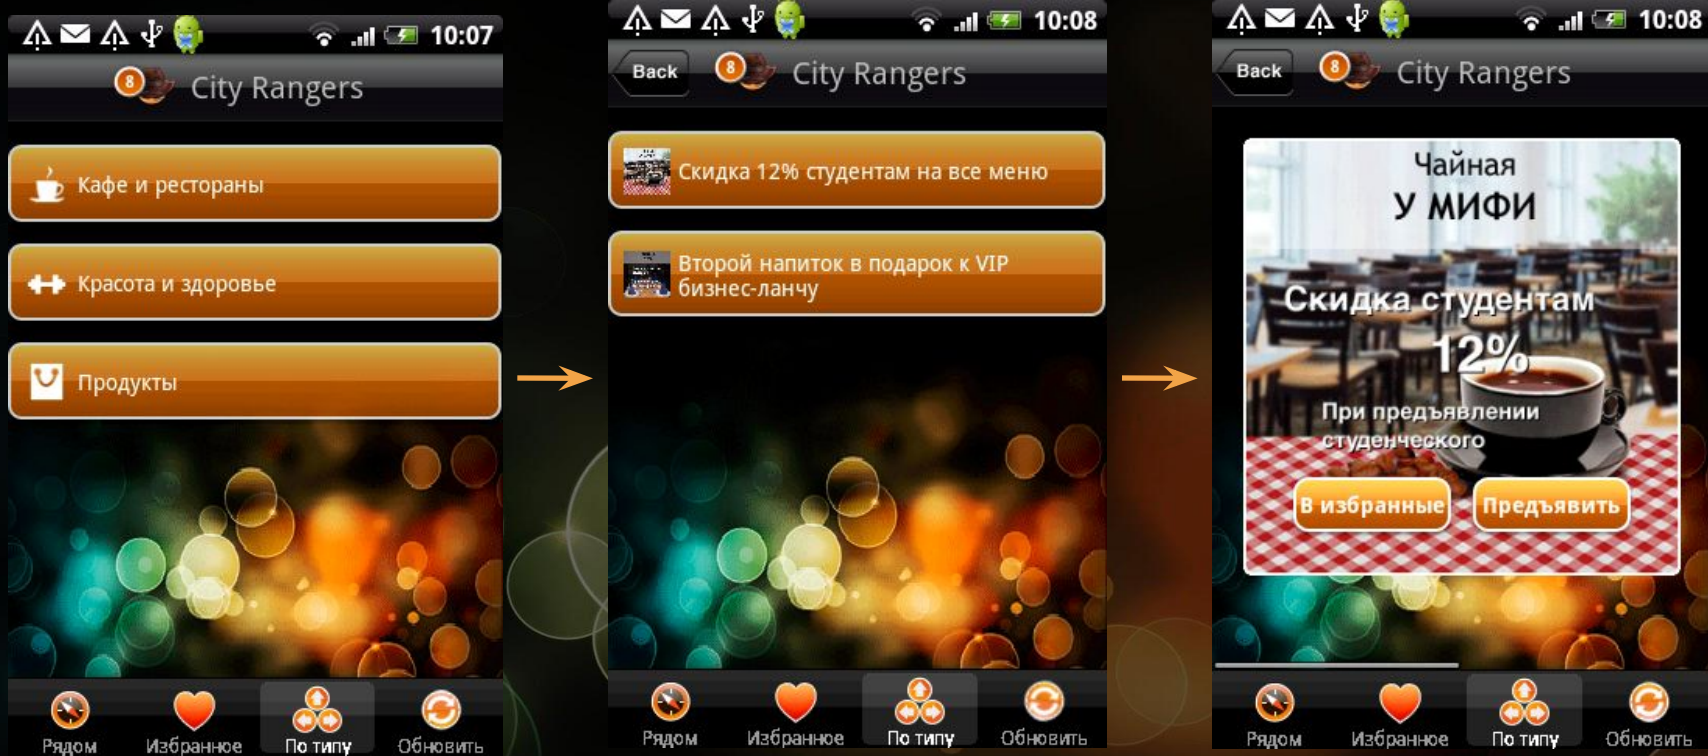 10:07
8 City Rangers
Кафе и рестораны
Красота и здоровье
Продукты
Рядом
Избранное
По типу
Обновить
10:08
Back
8 City Rangers
Скидка 12% студентам на все меню
Второй напиток в подарок к VIP
бизнес-ланчу
Рядом
Избранное
По типу
Обновить
10:08
Back
8 City Rangers
Чайная
У МИФИ
Скидка студентам
12%
При предъявлении
студенческого
В избранные
Предъявить
Рядом
Избранное
По типу
Обновить